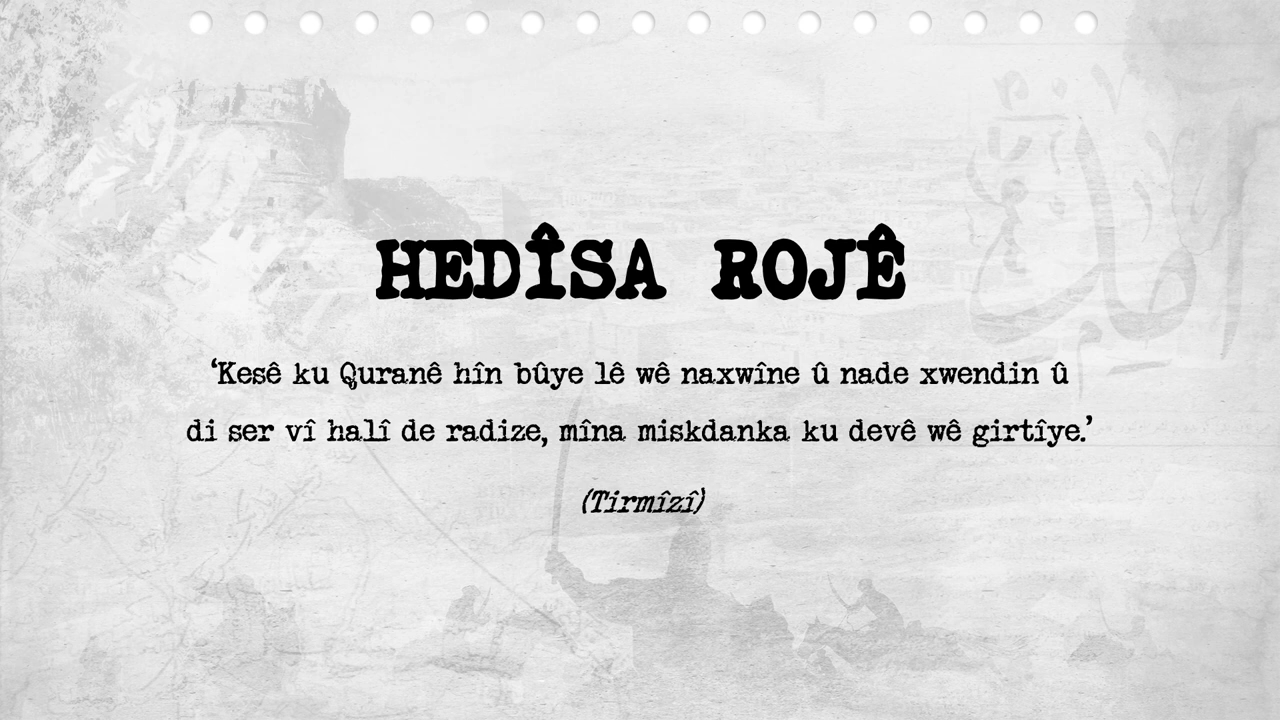 HEDÎSA ROJÊ
‘Kesê ku Quranê hîn bûye lê wê naxwîne û nade xwendin û
di ser vî halî de radize, mîna miskdanka ku devê wê girtîye.’
(Tirmîzî)